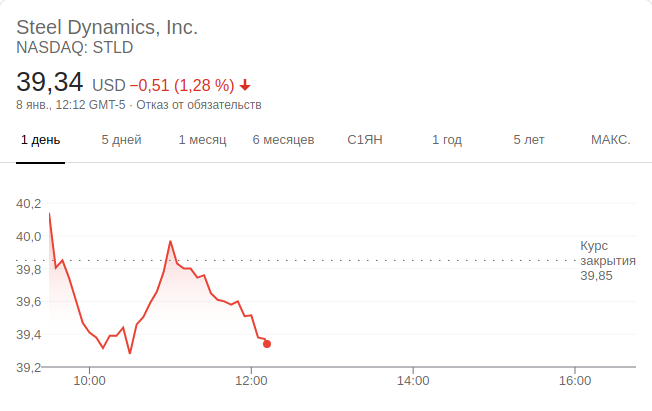 Steel Dynamics, Inc.
NASDAQ: STLD
39,34 USD −0,51 (1,28 %)
8 янв., 12:12 GMT-5 · Отказ от обязательств
1 день 5 дней 1 месяц 6 месяцев С1ЯН 1 год 5 лет МАКС.
40,2
40,0
39,8
39,6
39,4
39,2
Курс
закрытия
39,85
10:00 12:00 14:00 16:00